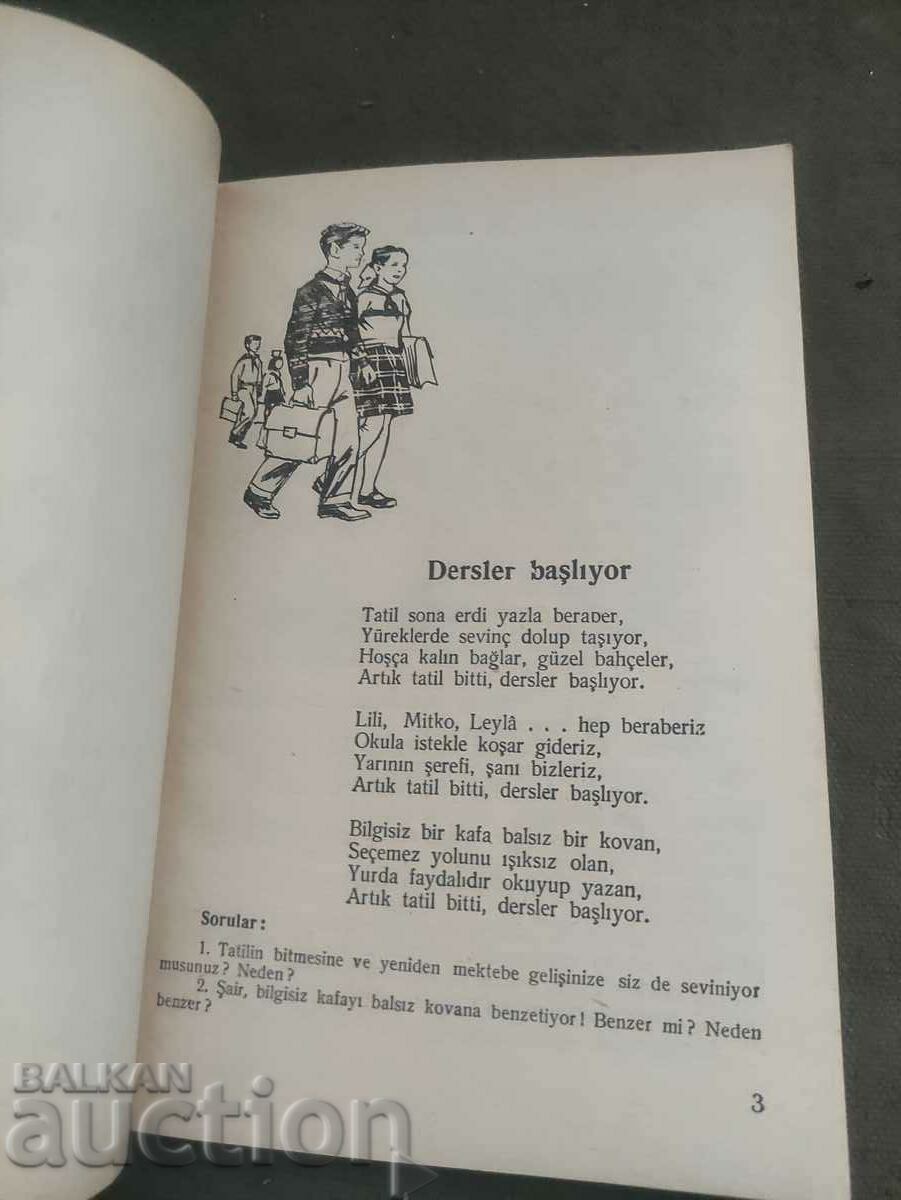 Dersler başlıyor
Tatil sona erdi yazla beraber,
Yüreklerde sevinç dolup taşıyor,
Hoşça kalın bağlar, güzel bahçeler,
Artık tatil bitti, dersler başlıyor.
Lili, Mitko, Leylâ . . . hep beraberiz
Okula istekle koşar gideriz,
Yarının şerefi, şanı bizleriz,
Artık tatil bitti, dersler başlıyor.
Bilgisiz bir kafa balsız bir kovan,
Seçemez yolunu ışıksız olan,
Yurda faydalıdır okuyup yazan,
Artık tatil bitti, dersler başlıyor.
Sorular:
1. Tatilin bitmesine ve yeniden mektebe gelişinize siz de seviniyor
musunuz? Neden?
2. Şair, bilgisiz kafayı balsız kovana benzetiyor! Benzer mi? Neden
benzer?
3
BALKAN
auction